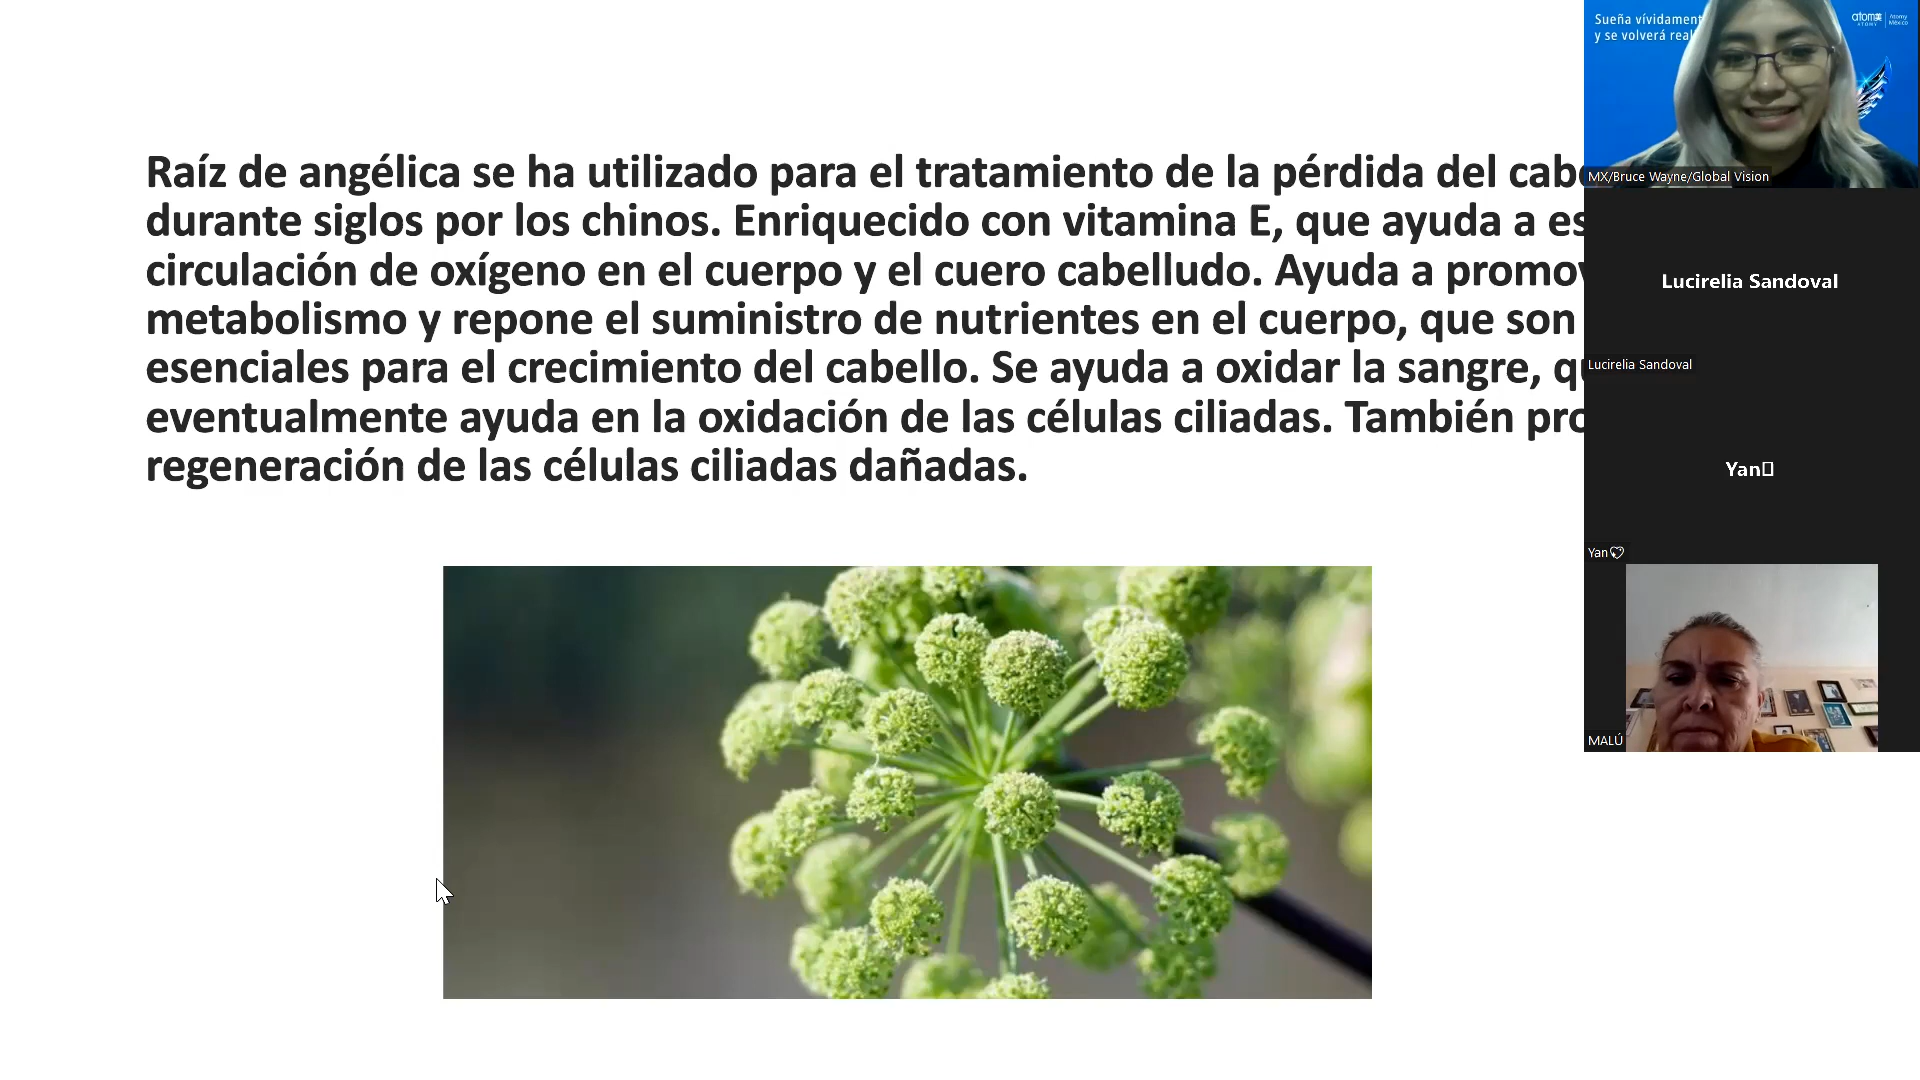 Raíz de angélica se ha utilizado para el tratamiento de la pérdida del
durante siglos por los chinos. Enriquecido con vitamina E, que ayuda a
circulación de oxígeno en el cuerpo y el cuero cabelludo. Ayuda a
metabolismo y repone el suministro de nutrientes en el cuerpo, que son
esenciales para el crecimiento del cabello. Se ayuda a oxidar la sangre,
eventualmente ayuda en la oxidación de las células ciliadas. También
regeneración de las células ciliadas dañadas.
Sueña vívidament
y se volverá real
atomy
ATOMY
Atomy
México
MX/Bruce Wayne/Global Vision
Lucirelia Sandoval
Lucirelia Sandoval
Yan
Yan
MALÚ